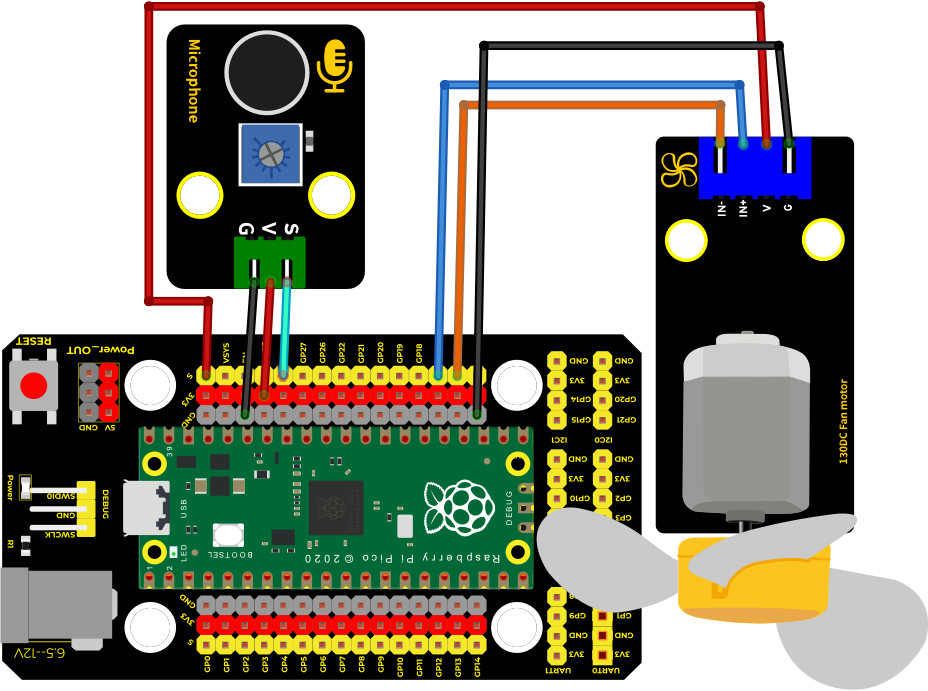 Microphone
G V S
IN-
IN+
V
G
130DC Fan motor
RESET
Power_OUT
GND
5V
S
3V3
GND
VSYS
GP27
GP26
GP22
GP21
GP20
GP19
GP18
GND
3V3
GP14
GP15
I2C1
GND
3V3
GP20
GP21
I2C0
GND
3V3
GP10
GND
3V3
GP2
GP3
39
USB
LED
BOOTSEL
Raspberry Pi Pico © 2020
DEBUG
1
2
Power
R1
SWDIO
GND
SWCLK
DEBUG
6.5--12V
GND
3V3
S
GP0
GP1
GP2
GP3
GP4
GP5
GP6
GP7
GP8
GP9
GP10
GP11
GP12
GP13
GP14
GP9
GND
3V3
UART1
GP1
GND
3V3
UART0